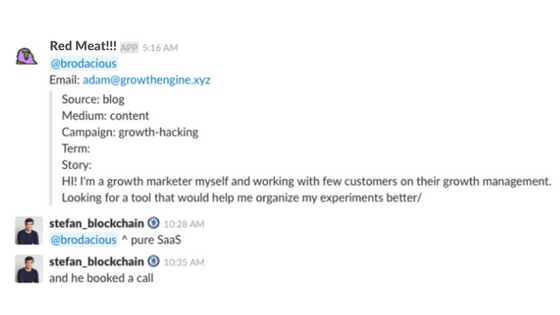 Red Meat!!! APP 5:16 AM
@brodacious
Email: adam@growthengine.xyz
Source: blog
Medium: content
Campaign: growth-hacking
Term:
Story:
HI! I'm a growth marketer myself and working with few customers on their growth management.
Looking for a tool that would help me organize my experiments better/
stefan_blockchain 10:28 AM
@brodacious ^ pure SaaS
stefan_blockchain 10:35 AM
and he booked a call